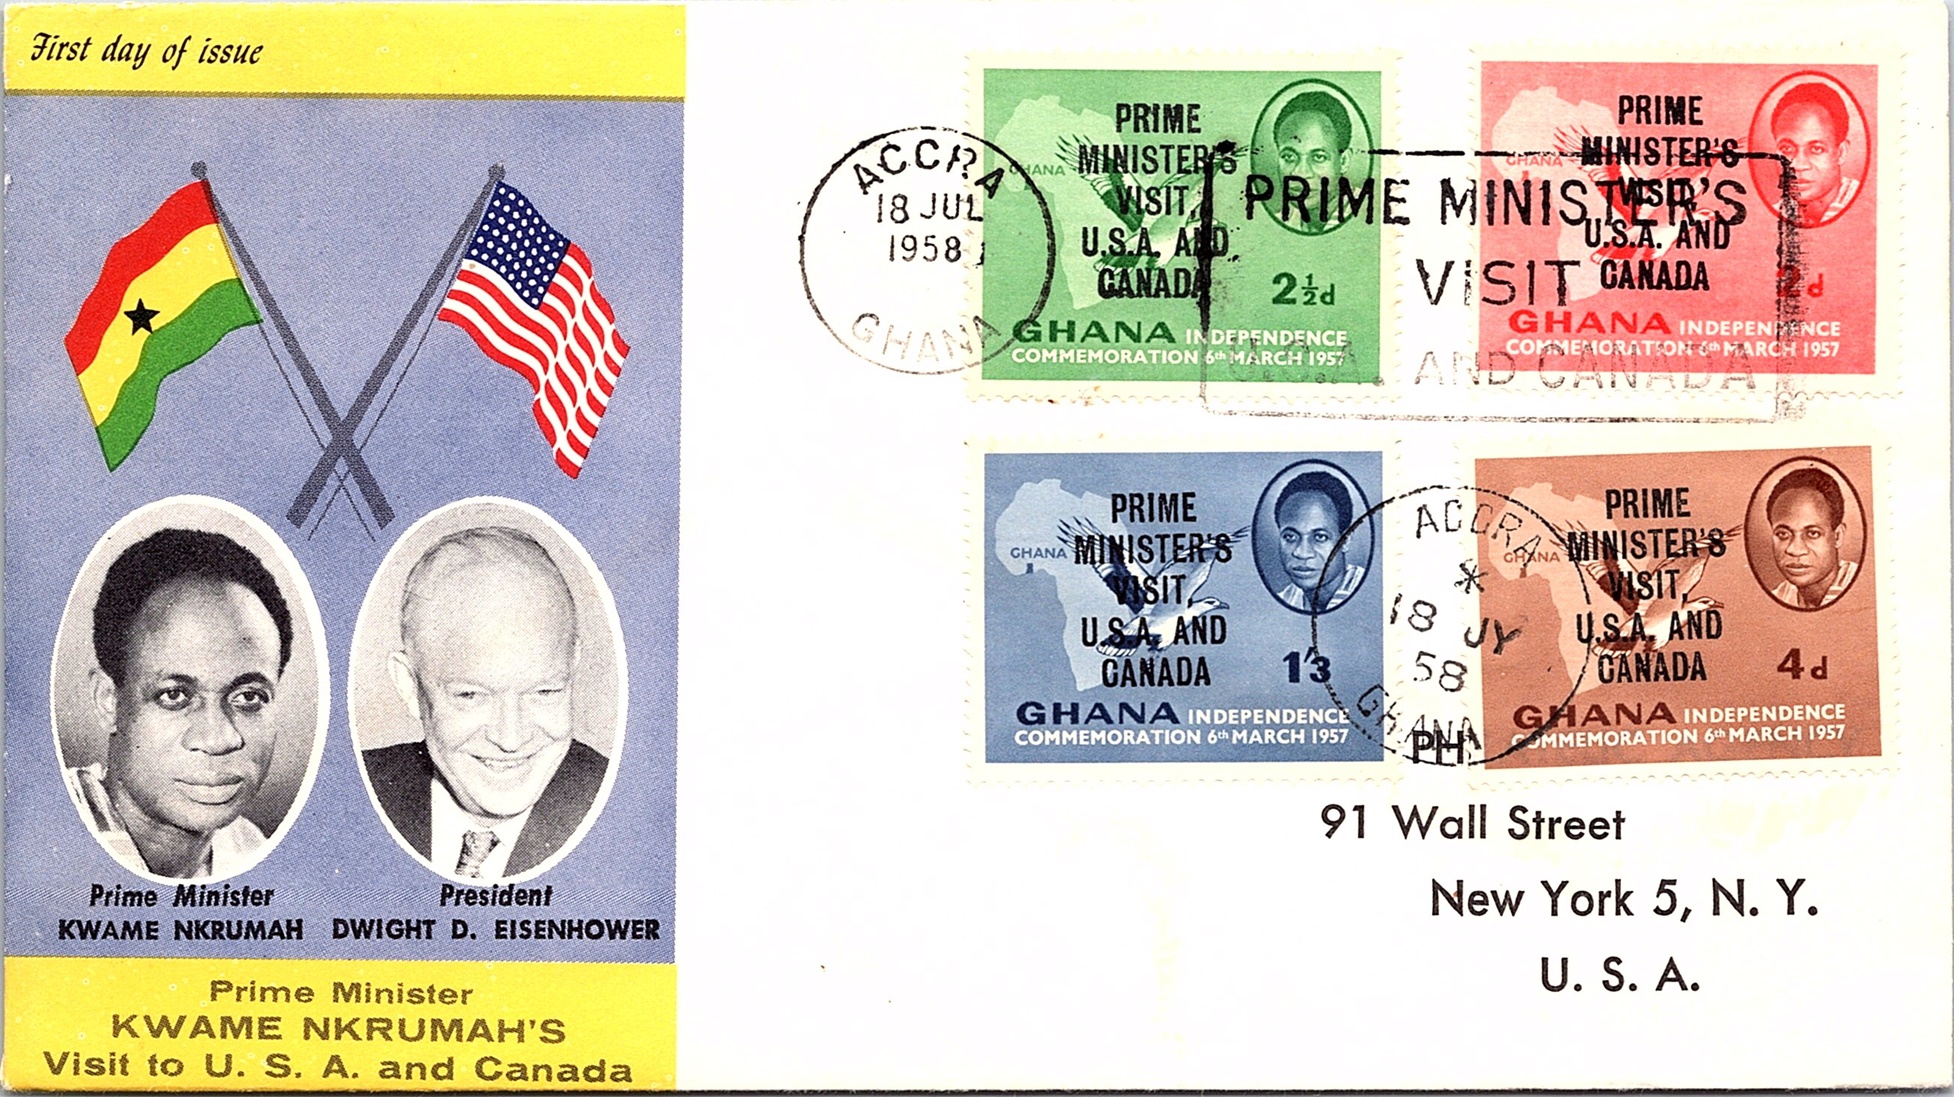 First day of issue
Prime Minister
KWAME NKRUMAH
President
DWIGHT D. EISENHOWER
Prime Minister
KWAME NKRUMAH'S
Visit to U. S. A. and Canada
ACCRA
18 JUL
1958
GHANA
PRIME MINISTER'S
VISIT
U.S.A. AND CANADA
GHANA
PRIME
MINISTER'S
VISIT,
U.S.A. AND
CANADA
2½d
GHANA INDEPENDENCE
COMMEMORATION 6th MARCH 1957
GHANA
PRIME
MINISTER'S
VISIT,
U.S.A. AND
CANADA
d
GHANA INDEPENDENCE
COMMEMORATION 6th MARCH 1957
GHANA
PRIME
MINISTER'S
VISIT,
U.S.A. AND
CANADA
1'3
GHANA INDEPENDENCE
COMMEMORATION 6th MARCH 1957
GHANA
PRIME
MINISTER'S
VISIT,
U.S.A. AND
CANADA
4d
GHANA INDEPENDENCE
COMMEMORATION 6th MARCH 1957
ACCRA
*
18 JY
58
GHANA
PH
91 Wall Street
New York 5, N. Y.
U. S. A.